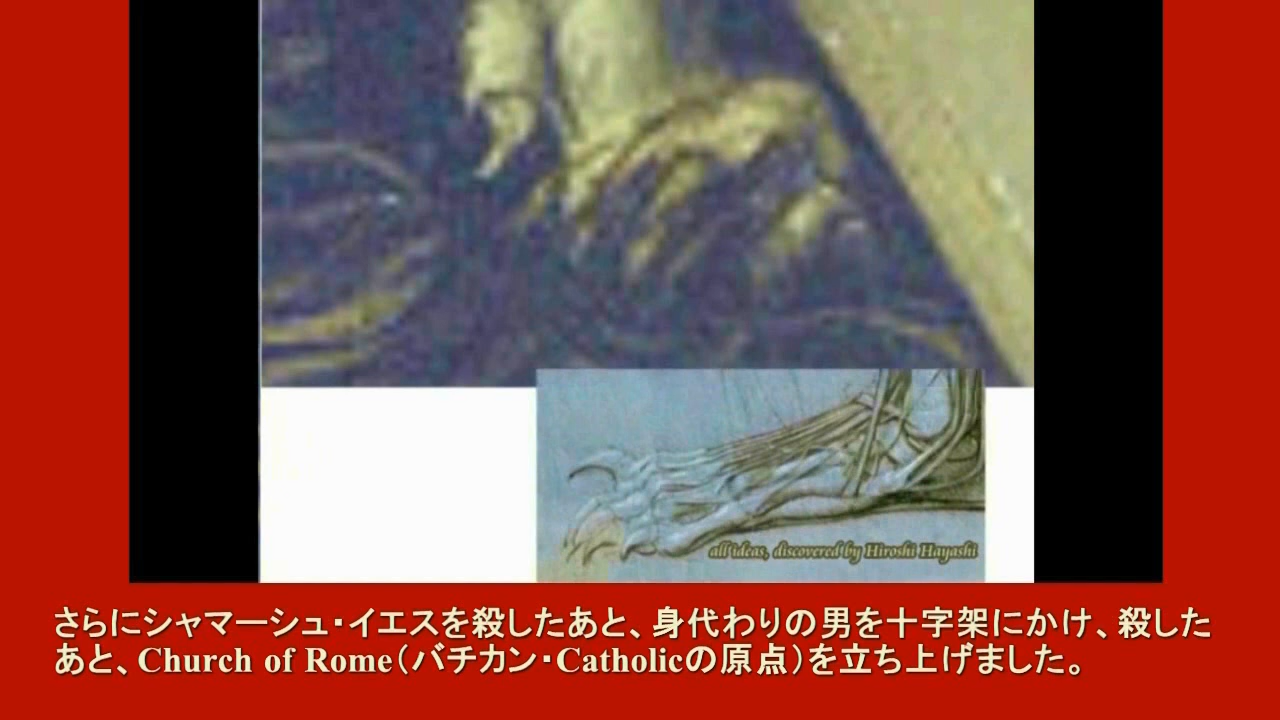 all ideas, discovered by Hiroshi Hayashi
さらにシャマーシュ・イエスを殺したあと、身代わりの男を十字架にかけ、殺した
あと、Church of Rome（バチカン・Catholicの原点）を立ち上げました。